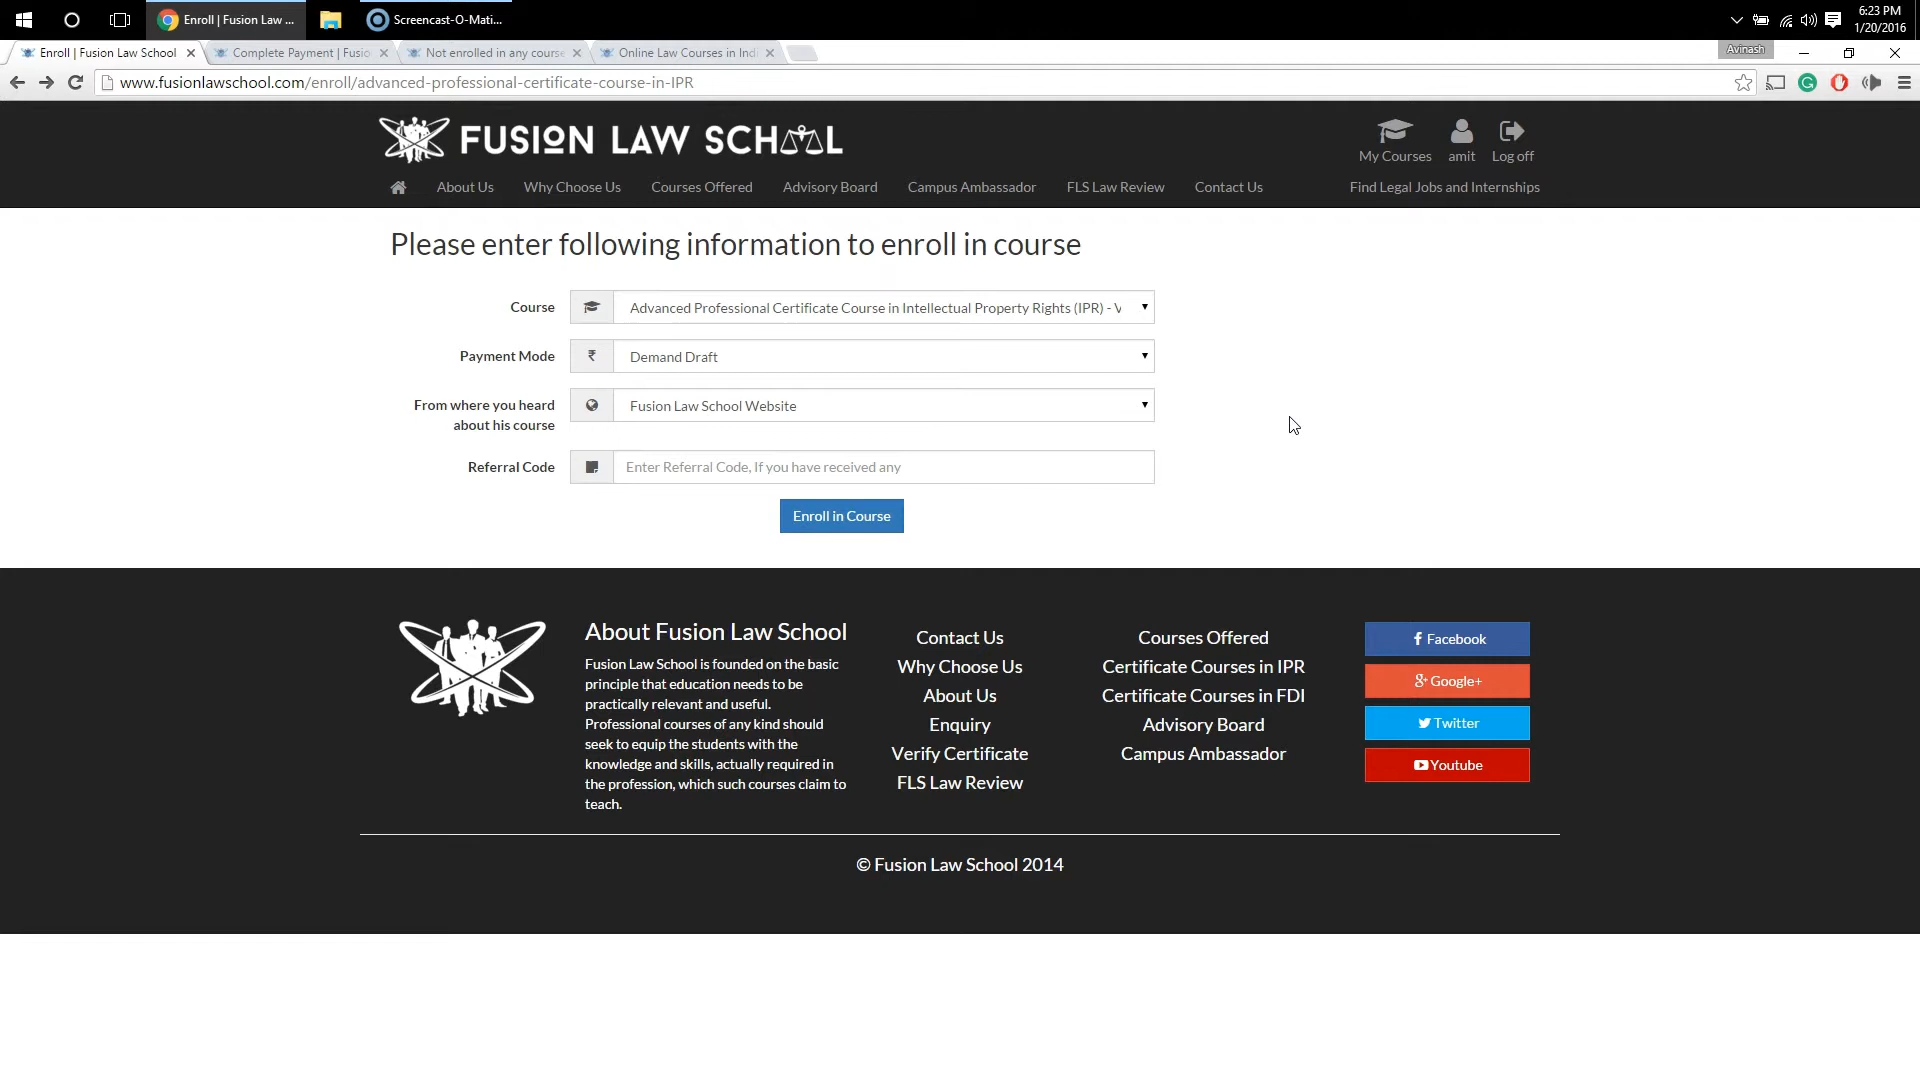 Enroll | Fusion Law ...
Screencast-O-Mati...
6:23 PM
1/20/2016
Enroll | Fusion Law School
Complete Payment | Fusio
Not enrolled in any course
Online Law Courses in Indi
Avinash
www.fusionlawschool.com/enroll/advanced-professional-certificate-course-in-IPR
FUSION LAW SCHOOL
My Courses
amit
Log off
About Us
Why Choose Us
Courses Offered
Advisory Board
Campus Ambassador
FLS Law Review
Contact Us
Find Legal Jobs and Internships
Please enter following information to enroll in course
Course
Advanced Professional Certificate Course in Intellectual Property Rights (IPR) - V
Payment Mode
₹
Demand Draft
From where you heard
about his course
Fusion Law School Website
Referral Code
Enter Referral Code, If you have received any
Enroll in Course
About Fusion Law School
Fusion Law School is founded on the basic
principle that education needs to be
practically relevant and useful.
Professional courses of any kind should
seek to equip the students with the
knowledge and skills, actually required in
the profession, which such courses claim to
teach.
Contact Us
Why Choose Us
About Us
Enquiry
Verify Certificate
FLS Law Review
Courses Offered
Certificate Courses in IPR
Certificate Courses in FDI
Advisory Board
Campus Ambassador
Facebook
Google+
Twitter
Youtube
© Fusion Law School 2014